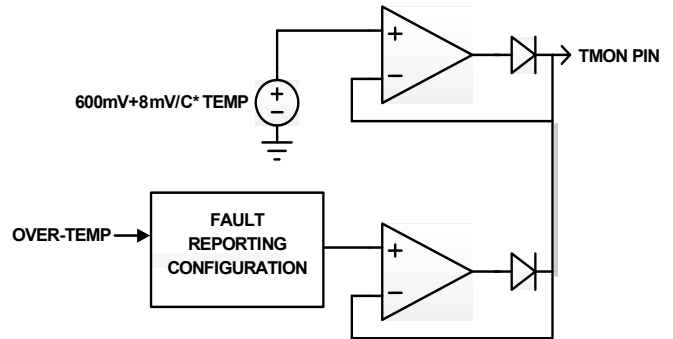 +
−
TMON PIN
600mV+8mV/C* TEMP
+
−
OVER-TEMP
FAULT
REPORTING
CONFIGURATION
+
−